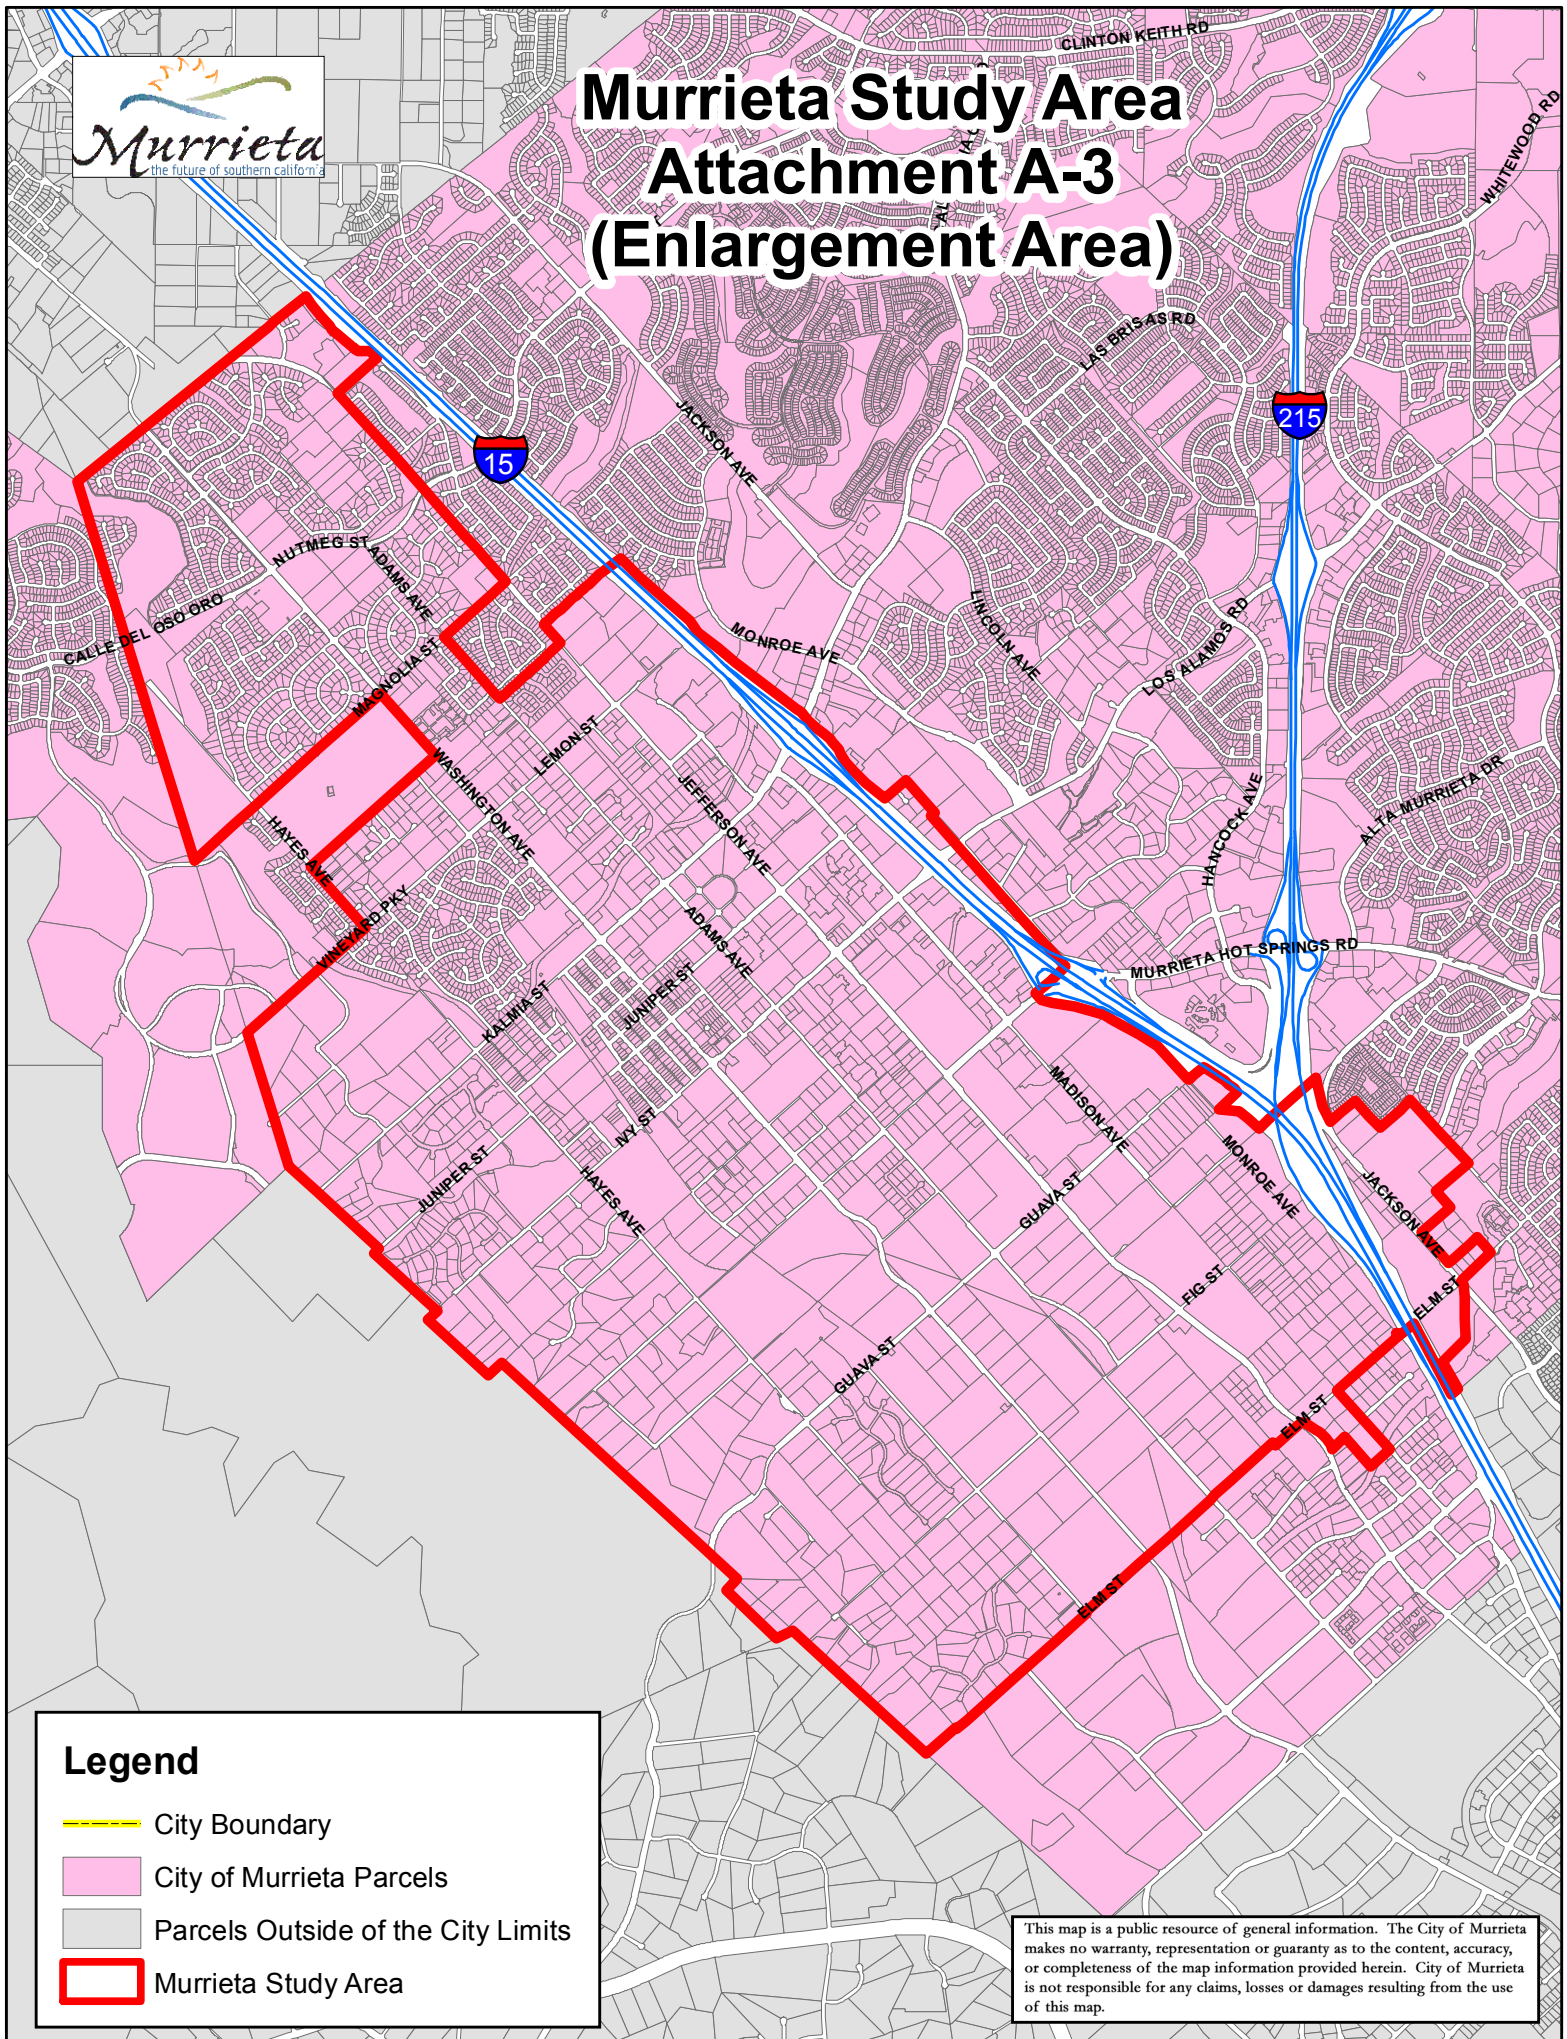 CLINTON KEITH RD
Murrieta
the future of southern california
Murrieta Study Area
Attachment A-3
(Enlargement Area)
WHITEWOOD RD
LAS BRISAS RD
215
JACKSON AVE
15
NUTMEG ST
ADAMS AVE
CALLE DEL OSO ORO
MAGNOLIA ST
MONROE AVE
LINCOLN AVE
LOS ALAMOS RD
LEMON ST
WASHINGTON AVE
JEFFERSON AVE
HANCOCK AVE
ALTA MURRIETA DR
HAYES AVE
VINEYARD PKY
ADAMS AVE
MURRIETA HOT SPRINGS RD
KALMIA ST
JUNIPER ST
MADISON AVE
IVY ST
JUNIPER ST
HAYES AVE
GUAVA ST
MONROE AVE
JACKSON AVE
FIG ST
ELM ST
GUAVA ST
ELM ST
ELM ST
Legend
City Boundary
City of Murrieta Parcels
Parcels Outside of the City Limits
Murrieta Study Area
This map is a public resource of general information. The City of Murrieta
makes no warranty, representation or guaranty as to the content, accuracy,
or completeness of the map information provided herein. City of Murrieta
is not responsible for any claims, losses or damages resulting from the use
of this map.